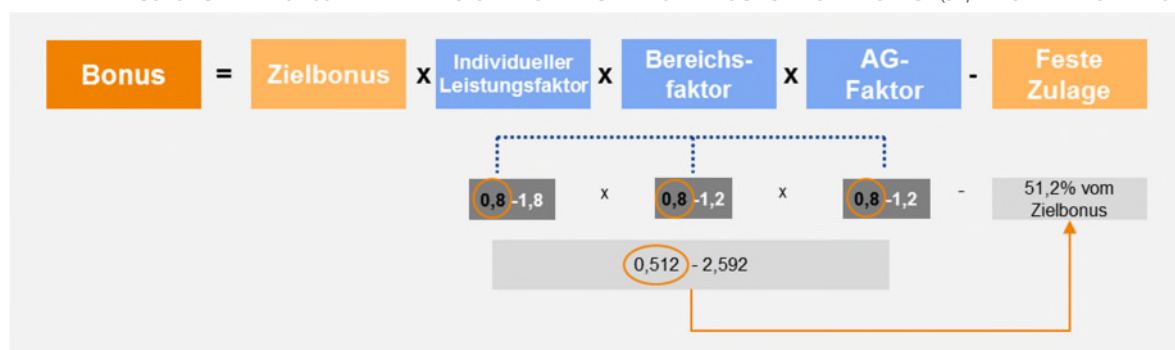 Bonus = Zielbonus x Individueller Leistungsfaktor x Bereichs-faktor x AG-Faktor - Feste Zulage
0,8-1,8 x 0,8-1,2 x 0,8-1,2 - 51,2% vom Zielbonus
0,512 - 2,592